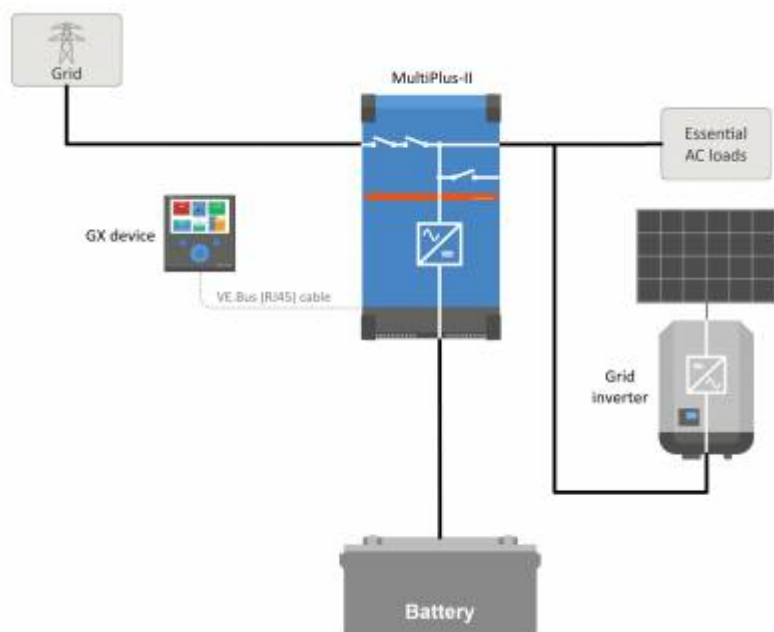 Grid
MultiPlus-II
Essential
AC loads
GX device
VE.Bus (RJ45) cable
Grid
inverter
Battery